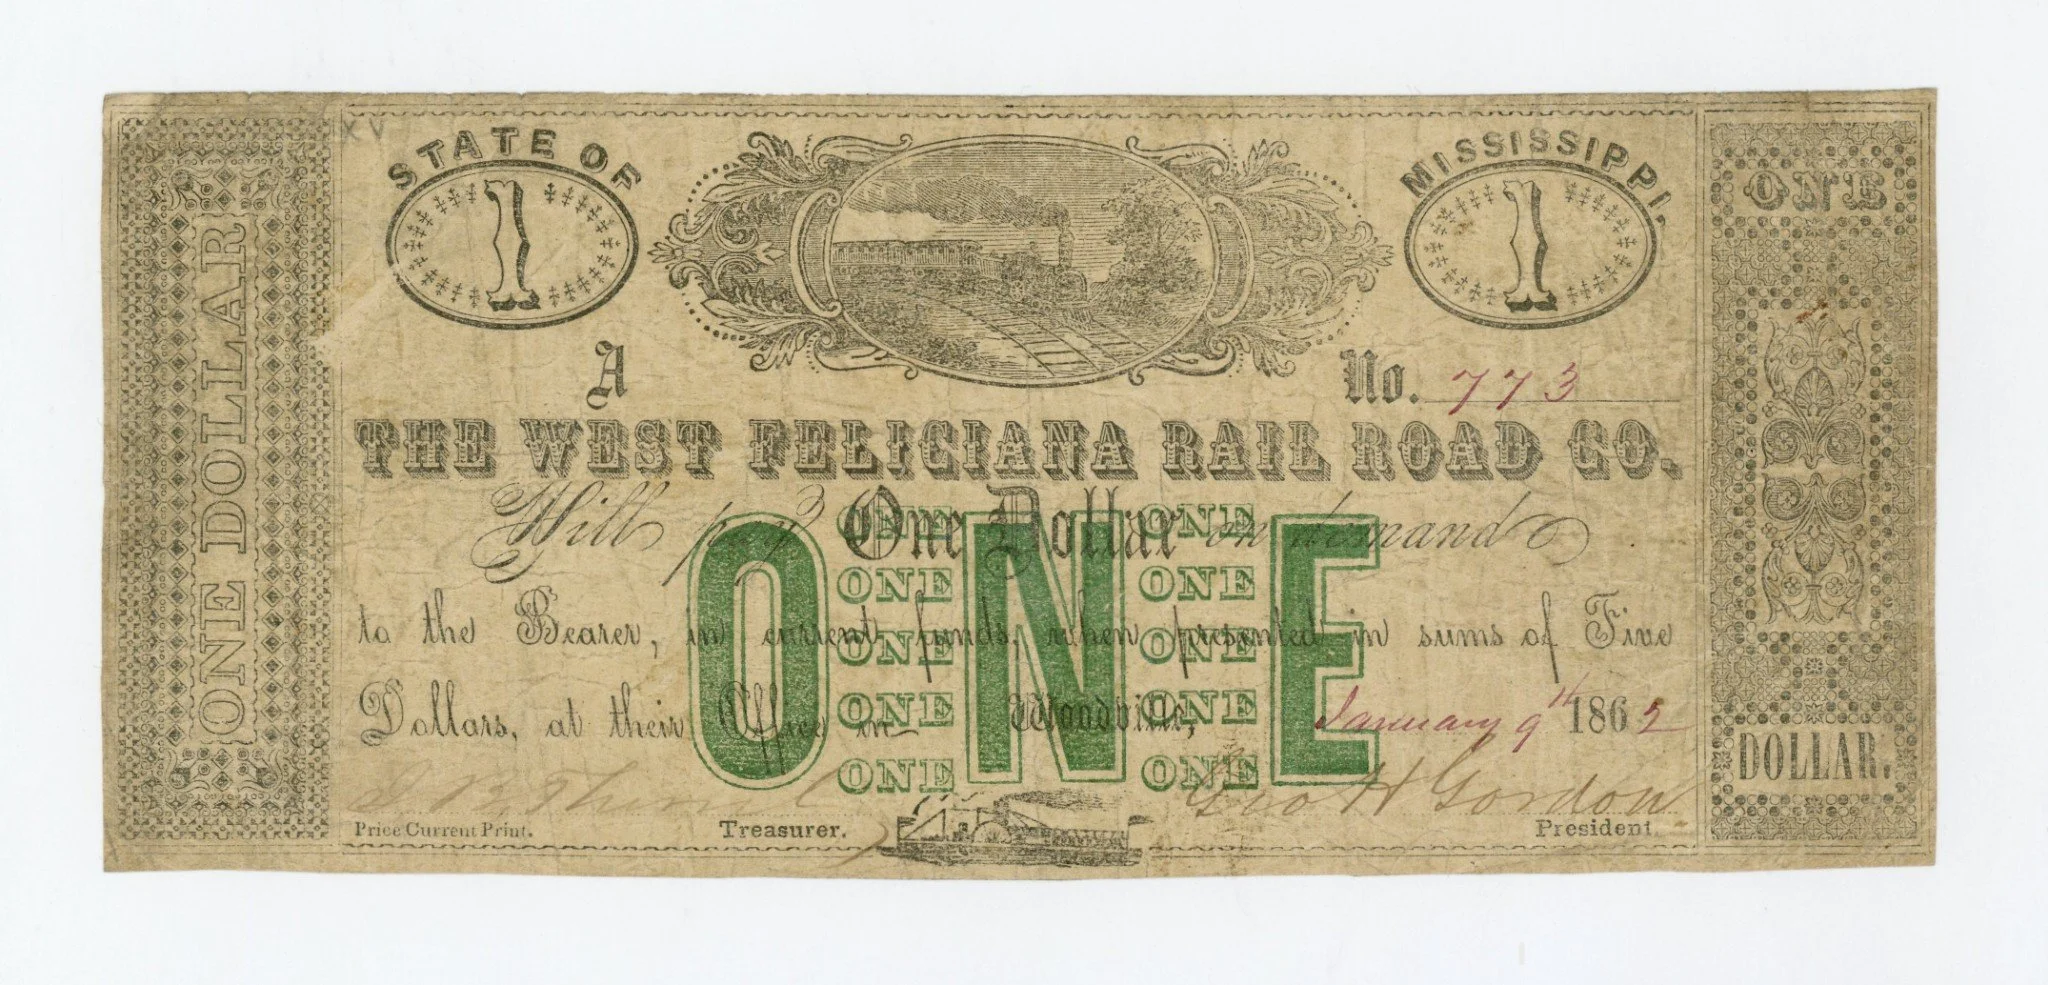 STATE OF
MISSISSIPPI,
1
1
ONE DOLLAR
ONE
DOLLAR.
A
No. 773
THE WEST FELICIANA RAIL ROAD CO.
Will pay One Dollar on demand
to the Bearer, in current funds, when presented in sums of Five
Dollars, at their Office in Woodville, January 9th 1862
ONE
ONE ONE
ONE ONE
ONE ONE
ONE ONE
ONE ONE
Geo H Gordon
Price Current Print.
Treasurer.
President.